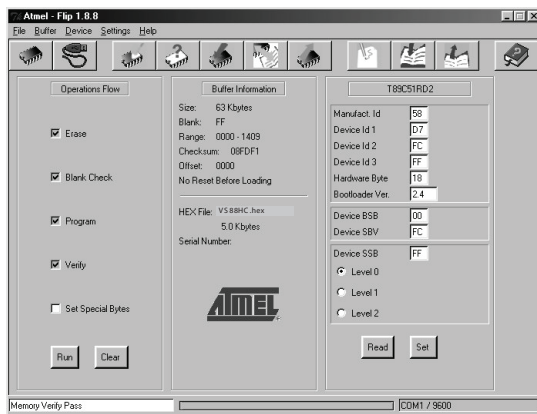 Atmel - Flip 1.8.8
File Buffer Device Settings Help
Operations Flow
Erase
Blank Check
Program
Verify
Set Special Bytes
Run Clear
Buffer Information
Size: 63 Kbytes
Blank: FF
Range: 0000 - 1409
Checksum: 08FDF1
Offset: 0000
No Reset Before Loading
HEX File: VS88HC.hex
5.0 Kbytes
Serial Number:
ATMEL
T89C51RD2
Manufact. Id 58
Device Id 1 D7
Device Id 2 FC
Device Id 3 FF
Hardware Byte 18
Bootloader Ver. 2.4
Device BSB 00
Device SBV FC
Device SSB FF
Level 0
Level 1
Level 2
Read Set
Memory Verify Pass
COM1 / 9600